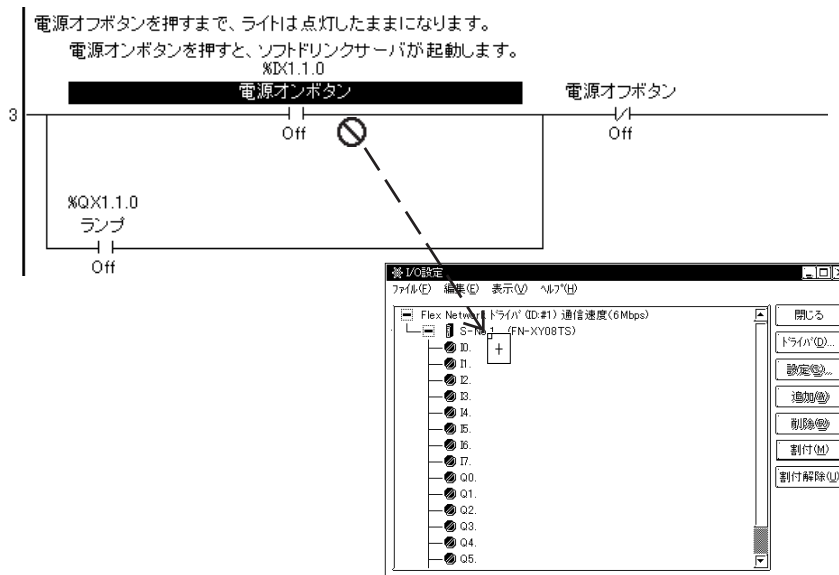 電源オフボタンを押すまで、ライトは点灯したままになります。
電源オンボタンを押すと、ソフトドリンクサーバが起動します。
%IX1.1.0
電源オンボタン
電源オフボタン
3
Off
Off
%QX1.1.0
ランプ
Off
I/O設定
ファイル(F) 編集(E) 表示(V) ヘルプ(H)
Flex Network ドライバ (ID:#1) 通信速度(6Mbps)
S-No.1 (FN-XY08TS)
I0.
I1.
I2.
I3.
I4.
I5.
I6.
I7.
Q0.
Q1.
Q2.
Q3.
Q4.
Q5.
閉じる
ドライバ(D)...
設定(S)...
追加(A)
削除(R)
割付(M)
割付解除(U)